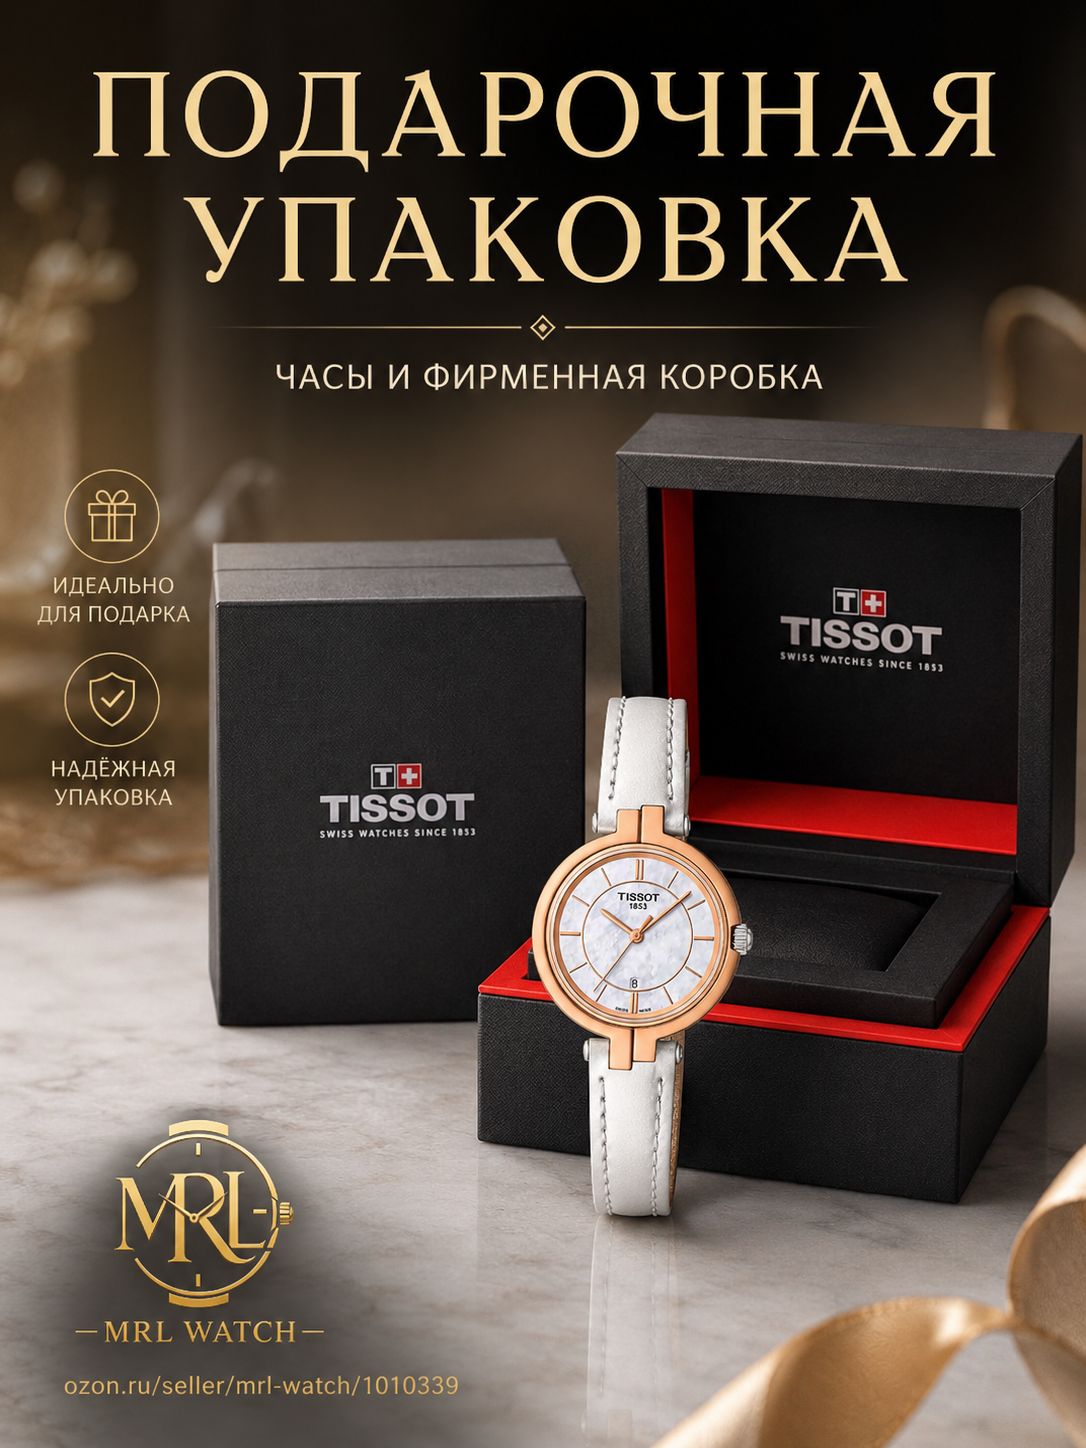 ПОДАРОЧНАЯ
УПАКОВКА
ЧАСЫ И ФИРМЕННАЯ КОРОБКА
ИДЕАЛЬНО
ДЛЯ ПОДАРКА
НАДЁЖНАЯ
УПАКОВКА
T+
TISSOT
SWISS WATCHES SINCE 1853
T+
TISSOT
SWISS WATCHES SINCE 1853
TISSOT
1853
8
MRL
MRL WATCH
ozon.ru/seller/mrl-watch/1010339